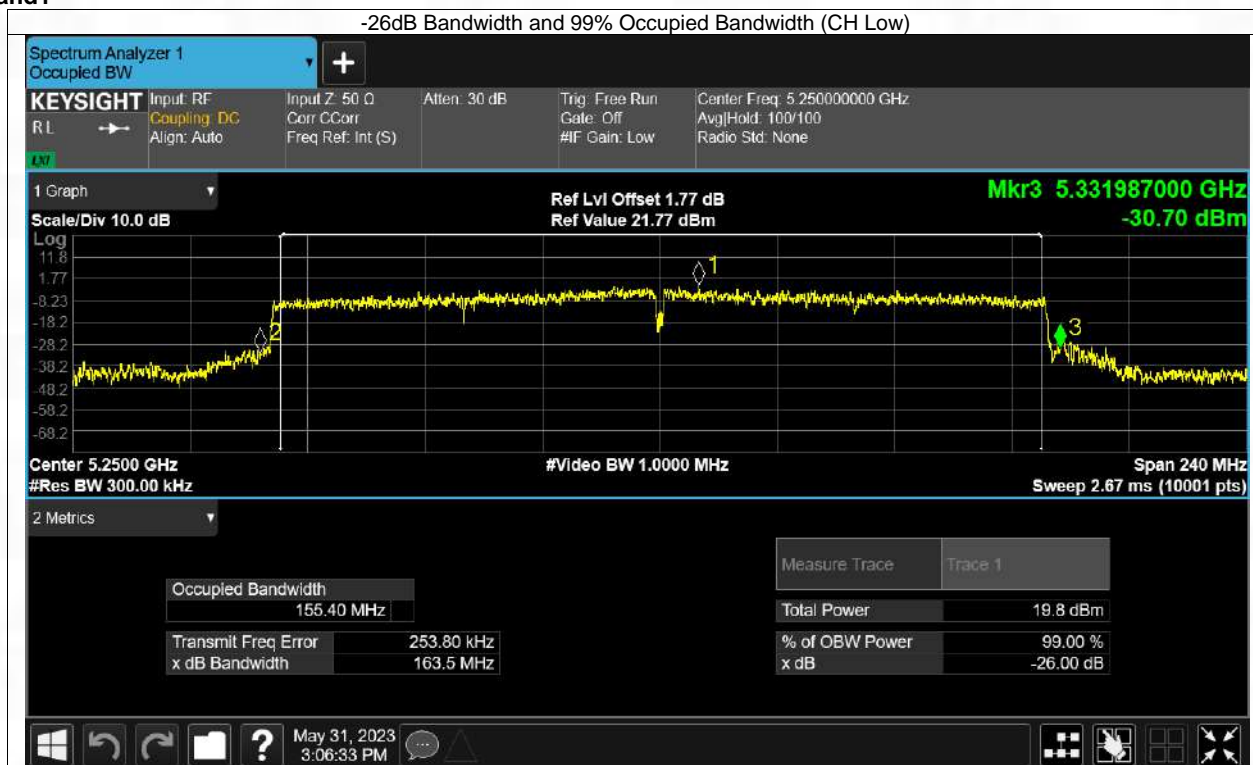 -26dB Bandwidth and 99% Occupied Bandwidth (CH Low)
Spectrum Analyzer 1
Occupied BW
+
KEYSIGHT Input: RF Input Z: 50 Ω Atten: 30 dB Trig: Free Run Center Freq: 5.250000000 GHz
RL Coupling: DC Corr CCorr Gate: Off Avg|Hold: 100/100
Align: Auto Freq Ref: Int (S) #IF Gain: Low Radio Std: None
LXI
1 Graph Ref Lvl Offset 1.77 dB Mkr3 5.331987000 GHz
Scale/Div 10.0 dB Ref Value 21.77 dBm -30.70 dBm
Log
11.8
1.77
-8.23
-18.2
-28.2
-38.2
-48.2
-58.2
-68.2
1
2
3
Center 5.2500 GHz #Video BW 1.0000 MHz Span 240 MHz
#Res BW 300.00 kHz Sweep 2.67 ms (10001 pts)
2 Metrics
Measure Trace Trace 1
Occupied Bandwidth
155.40 MHz Total Power 19.8 dBm
Transmit Freq Error 253.80 kHz % of OBW Power 99.00 %
x dB Bandwidth 163.5 MHz x dB -26.00 dB
? May 31, 2023
3:06:33 PM